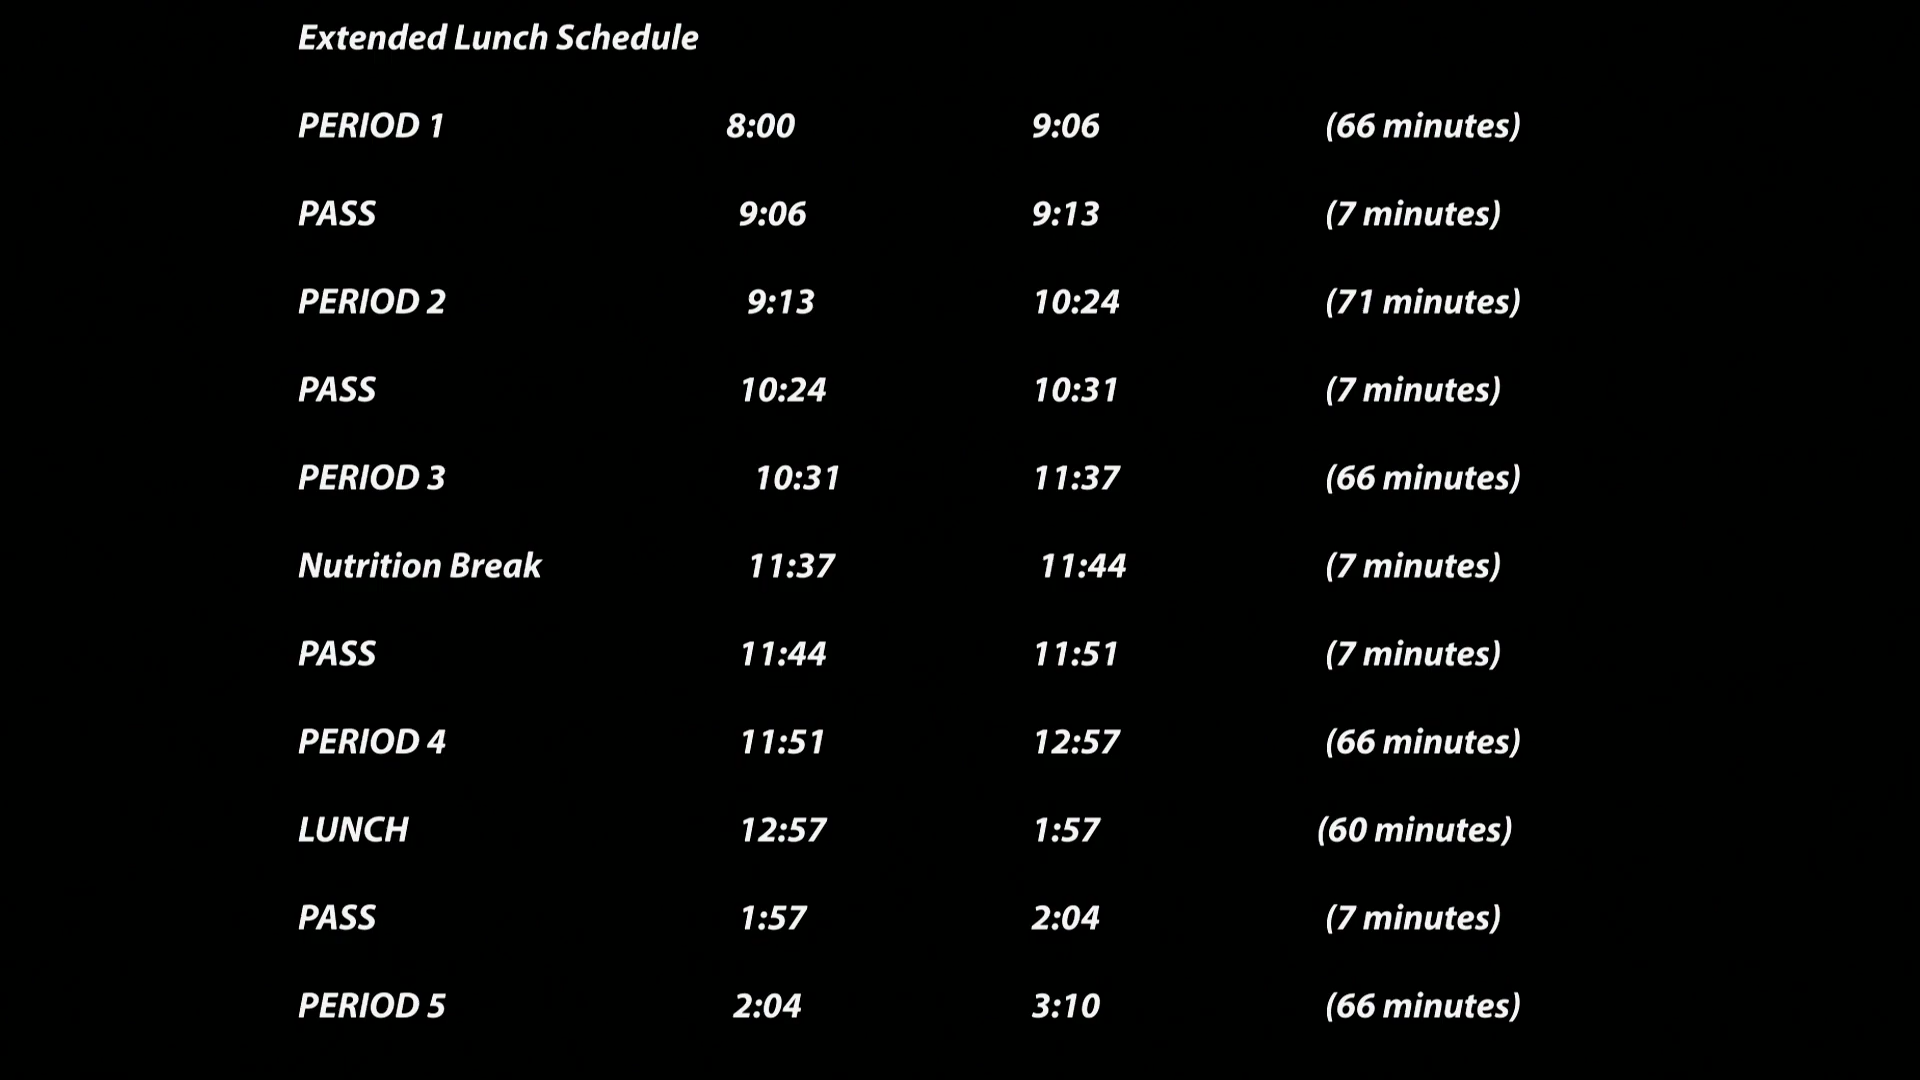 Extended Lunch Schedule
PERIOD 1 8:00 9:06 (66 minutes)
PASS 9:06 9:13 (7 minutes)
PERIOD 2 9:13 10:24 (71 minutes)
PASS 10:24 10:31 (7 minutes)
PERIOD 3 10:31 11:37 (66 minutes)
Nutrition Break 11:37 11:44 (7 minutes)
PASS 11:44 11:51 (7 minutes)
PERIOD 4 11:51 12:57 (66 minutes)
LUNCH 12:57 1:57 (60 minutes)
PASS 1:57 2:04 (7 minutes)
PERIOD 5 2:04 3:10 (66 minutes)